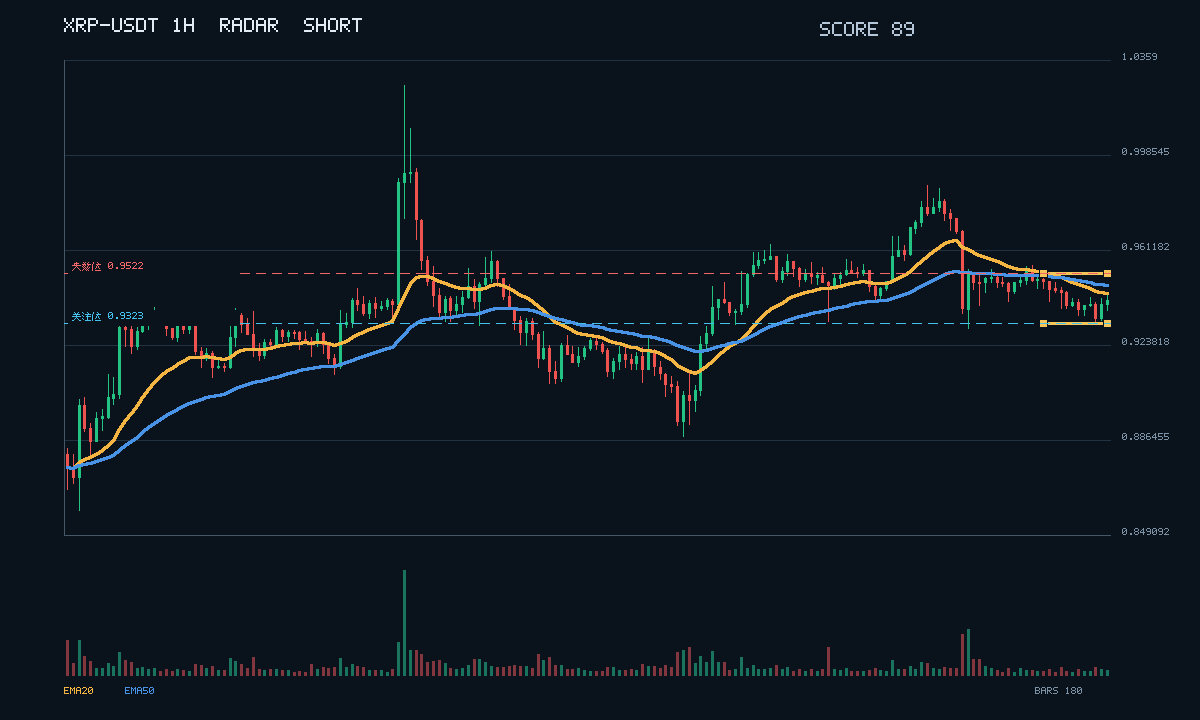 XRP-USDT 1H  RADAR  SHORT
SCORE 89
1.0359
0.998545
0.961182
失效位 0.9522
关注位 0.9323
0.923818
0.886455
0.849092
EMA20
EMA50
BARS 180